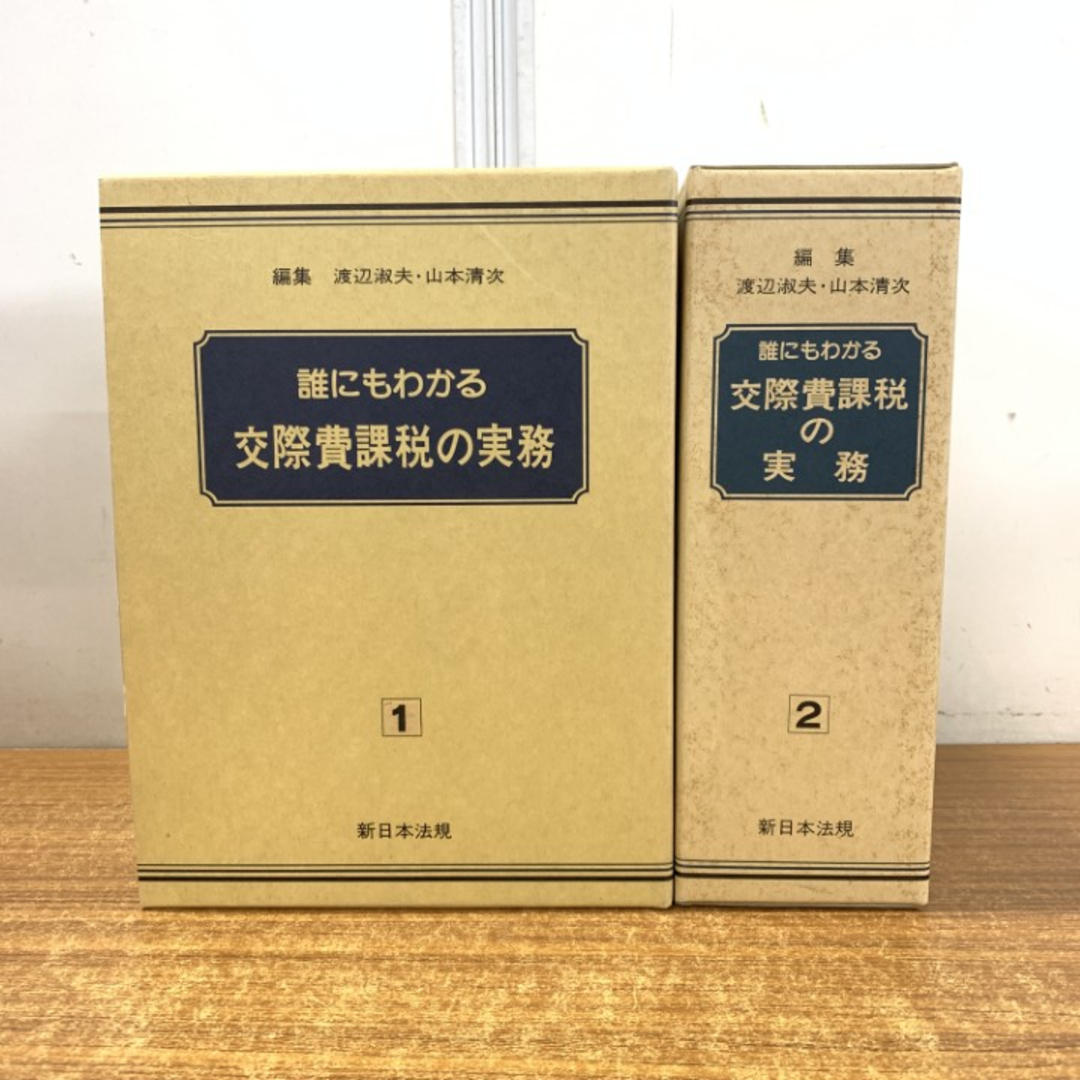 編集　渡辺淑夫・山本清次
誰にもわかる
交際費課税の実務
1
新日本法規
編　集
渡辺淑夫・山本清次
誰にもわかる
交際費課税
の
実　務
2
新日本法規